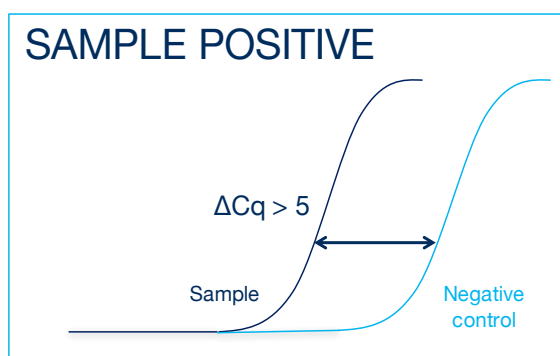 SAMPLE POSITIVE
ΔCq > 5
Sample
Negative
control